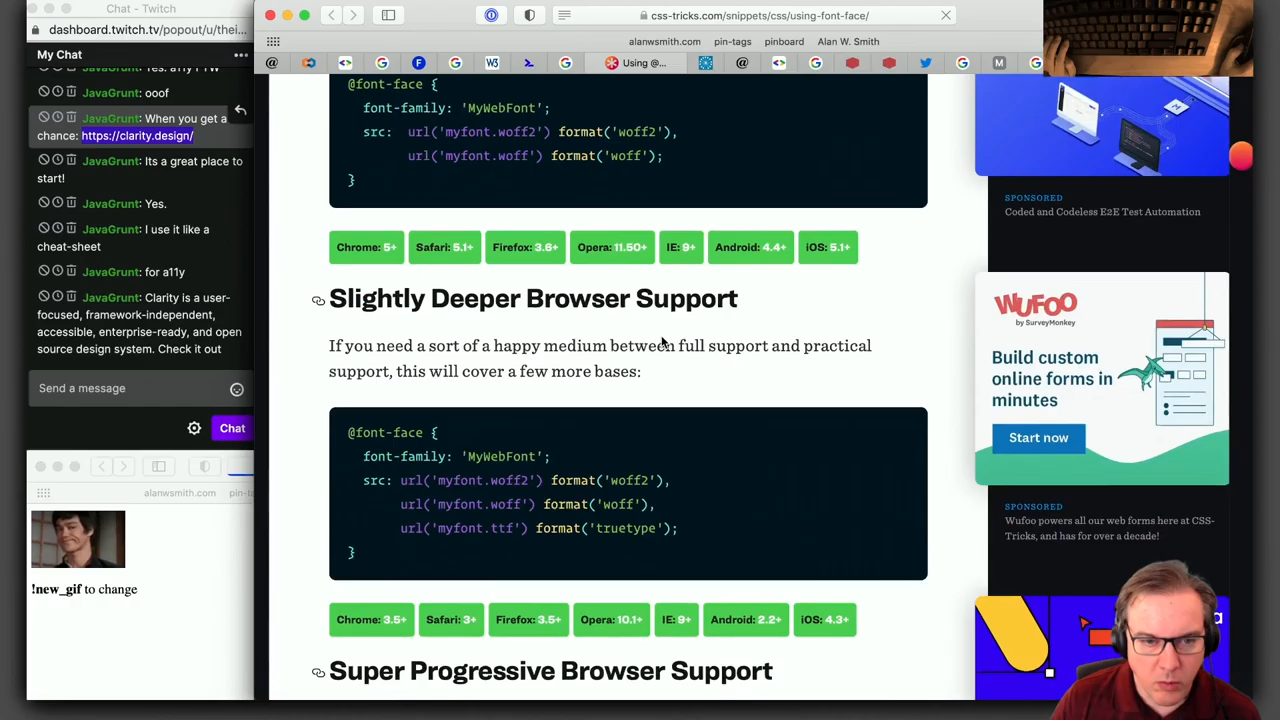 Chat - Twitch
dashboard.twitch.tv/popout/u/thei...
My Chat
JavaGrunt: Yes. a11y FTW
JavaGrunt: ooof
JavaGrunt: When you get a
chance: https://clarity.design/
JavaGrunt: Its a great place to
start!
JavaGrunt: Yes.
JavaGrunt: I use it like a
cheat-sheet
JavaGrunt: for a11y
JavaGrunt: Clarity is a user-
focused, framework-independent,
accessible, enterprise-ready, and open
source design system. Check it out
Send a message
Chat
alanwsmith.com pin-t
!new_gif to change
css-tricks.com/snippets/css/using-font-face/
alanwsmith.com pin-tags pinboard Alan W. Smith
Using @...
@font-face {
font-family: 'MyWebFont';
src: url('myfont.woff2') format('woff2'),
url('myfont.woff') format('woff');
}
Chrome: 5+ Safari: 5.1+ Firefox: 3.6+ Opera: 11.50+ IE: 9+ Android: 4.4+ iOS: 5.1+
Slightly Deeper Browser Support
If you need a sort of a happy medium between full support and practical
support, this will cover a few more bases:
@font-face {
font-family: 'MyWebFont';
src: url('myfont.woff2') format('woff2'),
url('myfont.woff') format('woff'),
url('myfont.ttf') format('truetype');
}
Chrome: 3.5+ Safari: 3+ Firefox: 3.5+ Opera: 10.1+ IE: 9+ Android: 2.2+ iOS: 4.3+
Super Progressive Browser Support
SPONSORED
Coded and Codeless E2E Test Automation
WUFOO
by SurveyMonkey
Build custom
online forms in
minutes
Start now
SPONSORED
Wufoo powers all our web forms here at CSS-
Tricks, and has for over a decade!